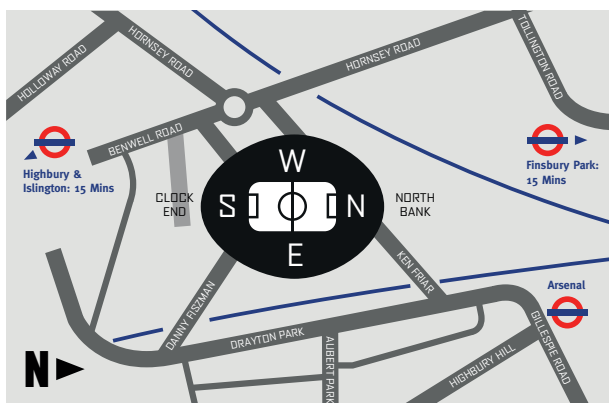 HOLLOWAY ROAD
HORNSEY ROAD
HORNSEY ROAD
TOLLINGTON ROAD
BENWELL ROAD
Highbury &
Islington: 15 Mins
Finsbury Park:
15 Mins
CLOCK
END
W
S
N
E
NORTH
BANK
KEN FRIAR
DANNY FISZMAN
Arsenal
DRAYTON PARK
AUBERT PARK
GILLESPIE ROAD
HIGHBURY HILL
N